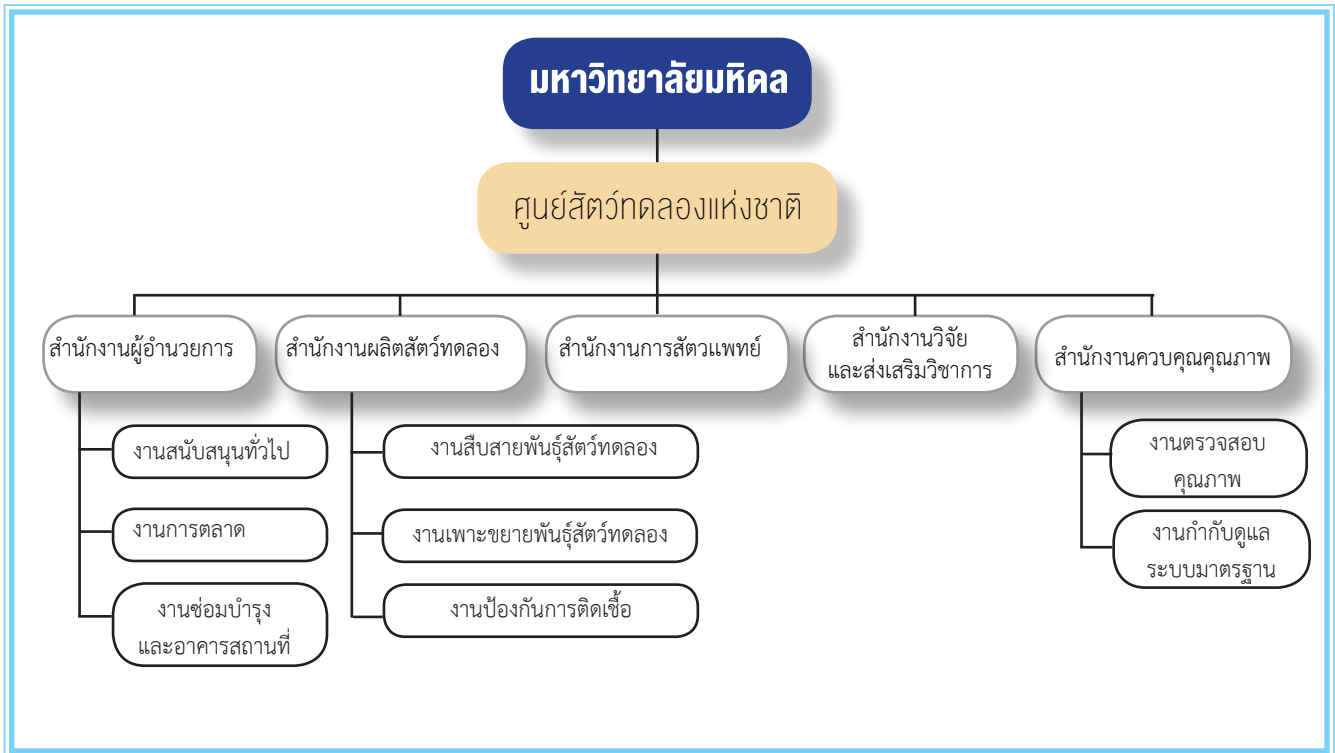 มหาวิทยาลัยมหิดล
ศูนย์สัตว์ทดลองแห่งชาติ
สำนักงานผู้อำนวยการ
สำนักงานผลิตสัตว์ทดลอง
สำนักงานการสัตวแพทย์
สำนักงานวิจัย
และส่งเสริมวิชาการ
สำนักงานควบคุณคุณภาพ
งานสนับสนุนทั่วไป
งานการตลาด
งานซ่อมบำรุง
และอาคารสถานที่
งานสืบสายพันธุ์สัตว์ทดลอง
งานเพาะขยายพันธุ์สัตว์ทดลอง
งานป้องกันการติดเชื้อ
งานตรวจสอบ
คุณภาพ
งานกำกับดูแล
ระบบมาตรฐาน